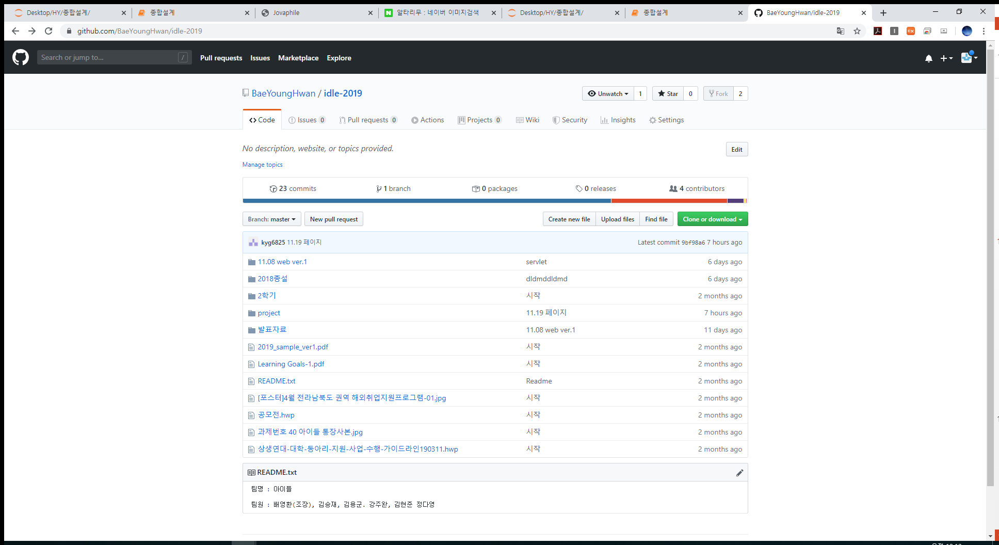 Desktop/HY/종합설계/
종합설계
Jovaphile
알타리무 : 네이버 이미지검색
Desktop/HY/종합설계/
종합설계
BaeYoungHwan/idle-2019
github.com/BaeYoungHwan/idle-2019
Search or jump to...
/
Pull requests
Issues
Marketplace
Explore
BaeYoungHwan / idle-2019
Unwatch 1
Star 0
Fork 2
Code
Issues 0
Pull requests 0
Actions
Projects 0
Wiki
Security
Insights
Settings
No description, website, or topics provided.
Edit
Manage topics
23 commits
1 branch
0 packages
0 releases
4 contributors
Branch: master
New pull request
Create new file
Upload files
Find file
Clone or download
kyg6825 11.19 페이지
Latest commit 9bf98a6 7 hours ago
11.08 web ver.1 servlet 6 days ago
2018종설 dldmddldmd 6 days ago
2학기 시작 2 months ago
project 11.19 페이지 7 hours ago
발표자료 11.08 web ver.1 11 days ago
2019_sample_ver1.pdf 시작 2 months ago
Learning Goals-1.pdf 시작 2 months ago
README.txt Readme 2 months ago
[포스터]4월 전라남북도 권역 해외취업지원프로그램-01.jpg 시작 2 months ago
공모전.hwp 시작 2 months ago
과제번호 40 아이들 통장사본.jpg 시작 2 months ago
상생연대-대학-동아리-지원-사업-수행-가이드라인190311.hwp 시작 2 months ago
README.txt
팀명 : 아이들
팀원 : 배영환(조장), 김승재, 김용군. 강주완, 김현준 정다영